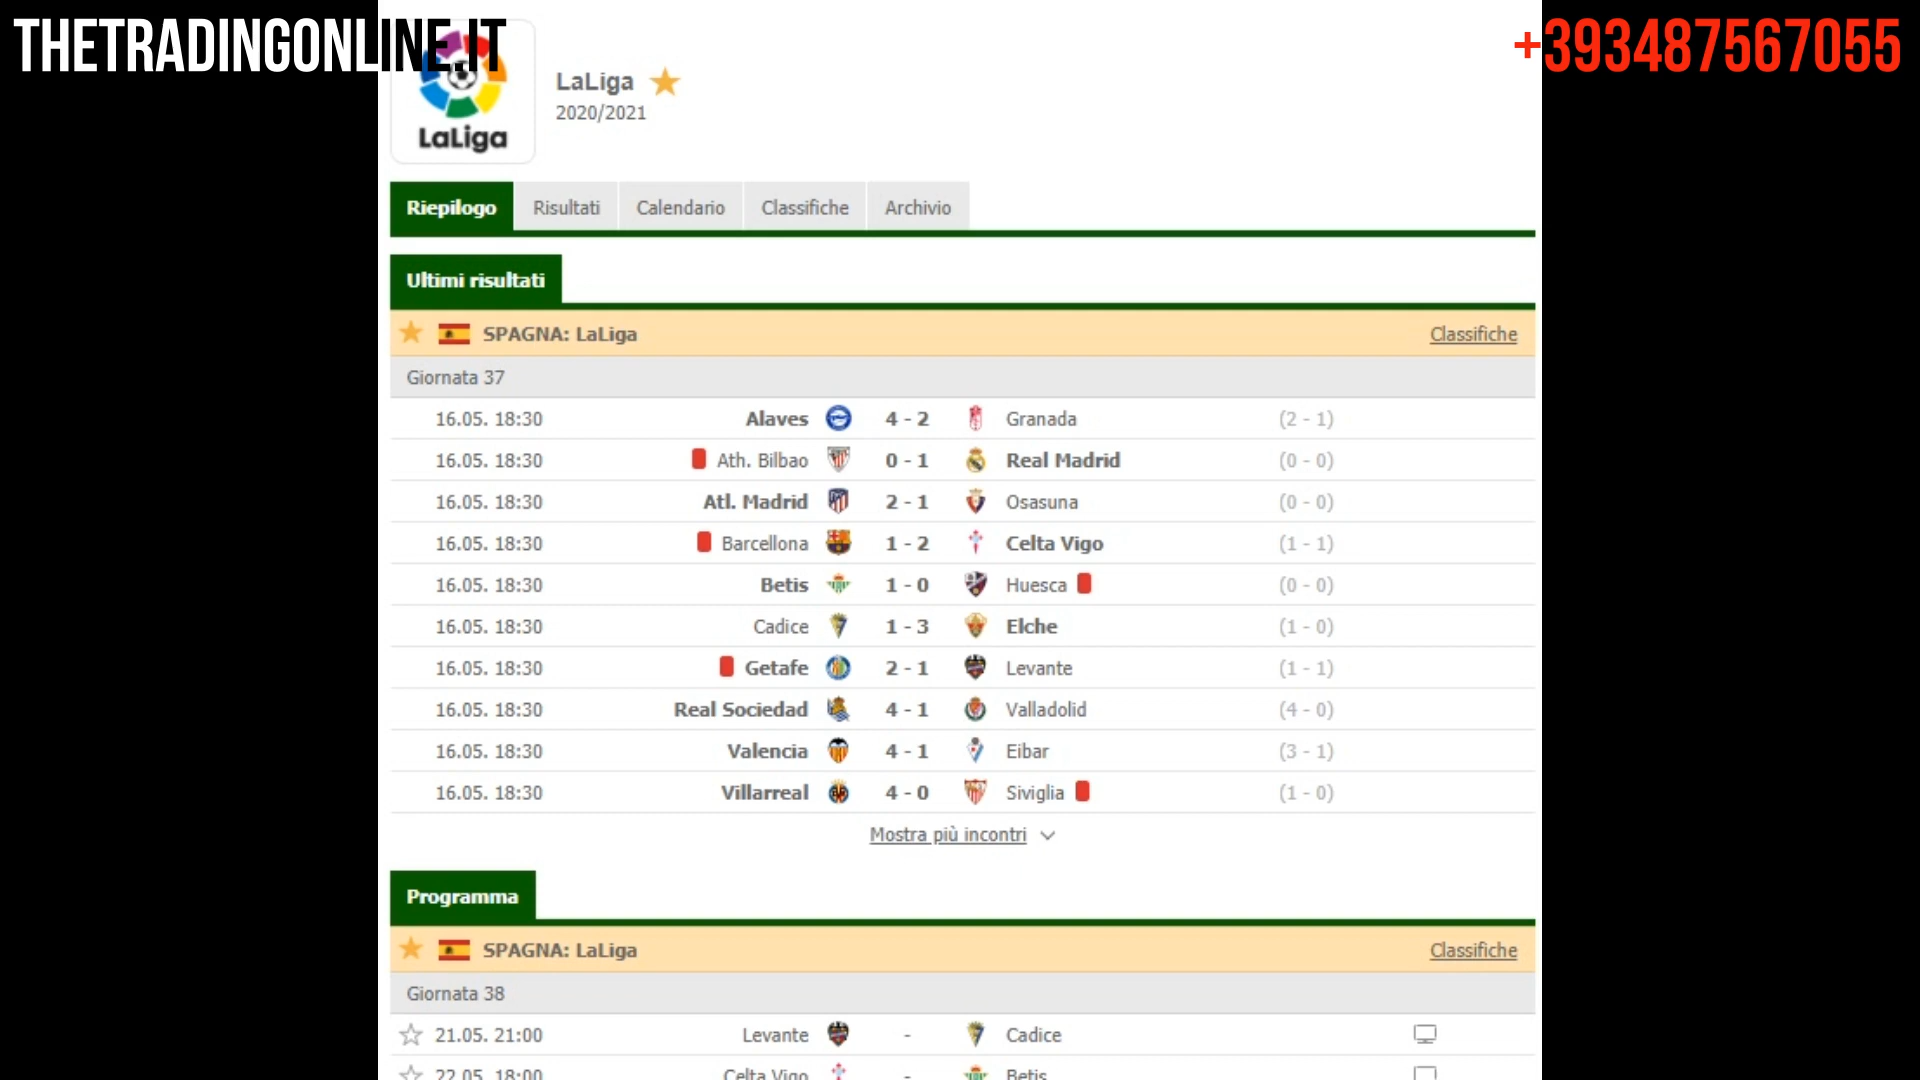 THETRADINGONLINE.IT
+393487567055
LaLiga
LaLiga
2020/2021
Riepilogo Risultati Calendario Classifiche Archivio
Ultimi risultati
SPAGNA: LaLiga Classifiche
Giornata 37
16.05. 18:30 Alaves 4 - 2 Granada (2 - 1)
16.05. 18:30 Ath. Bilbao 0 - 1 Real Madrid (0 - 0)
16.05. 18:30 Atl. Madrid 2 - 1 Osasuna (0 - 0)
16.05. 18:30 Barcellona 1 - 2 Celta Vigo (1 - 1)
16.05. 18:30 Betis 1 - 0 Huesca (0 - 0)
16.05. 18:30 Cadice 1 - 3 Elche (1 - 0)
16.05. 18:30 Getafe 2 - 1 Levante (1 - 1)
16.05. 18:30 Real Sociedad 4 - 1 Valladolid (4 - 0)
16.05. 18:30 Valencia 4 - 1 Eibar (3 - 1)
16.05. 18:30 Villarreal 4 - 0 Siviglia (1 - 0)
Mostra più incontri
Programma
SPAGNA: LaLiga Classifiche
Giornata 38
21.05. 21:00 Levante - Cadice
22.05. 18:00 Celta Vigo - Betis